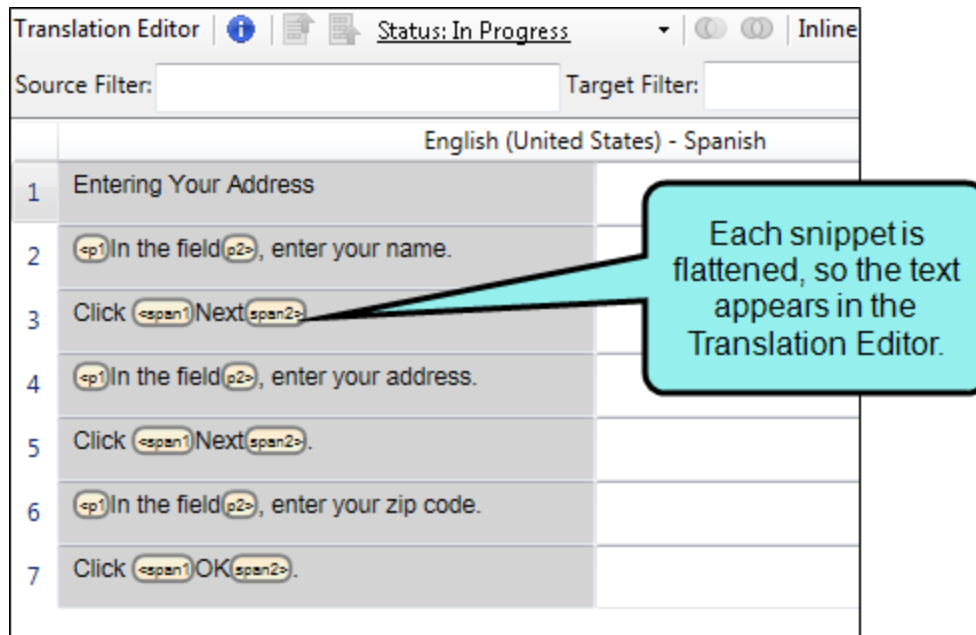 Translation Editor Status: In Progress Inline
Source Filter: Target Filter:
English (United States) - Spanish
1 Entering Your Address
2 <p1 In the field p2>, enter your name.
3 Click <span1 Next span2>
4 <p1 In the field p2>, enter your address.
5 Click <span1 Next span2>.
6 <p1 In the field p2>, enter your zip code.
7 Click <span1 OK span2>.
Each snippet is
flattened, so the text
appears in the
Translation Editor.